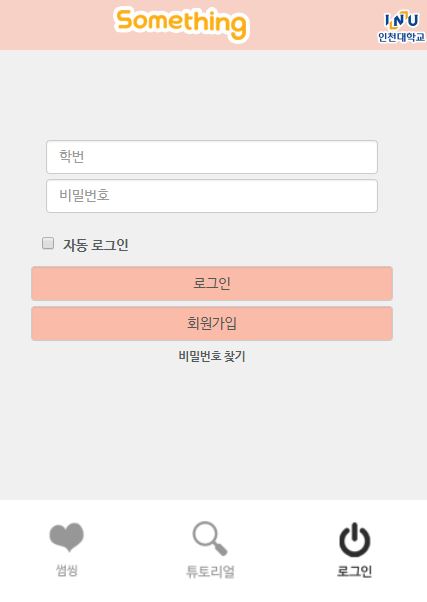 Something
INU
인천대학교
학번
비밀번호
자동 로그인
로그인
회원가입
비밀번호 찾기
썸씽
튜토리얼
로그인